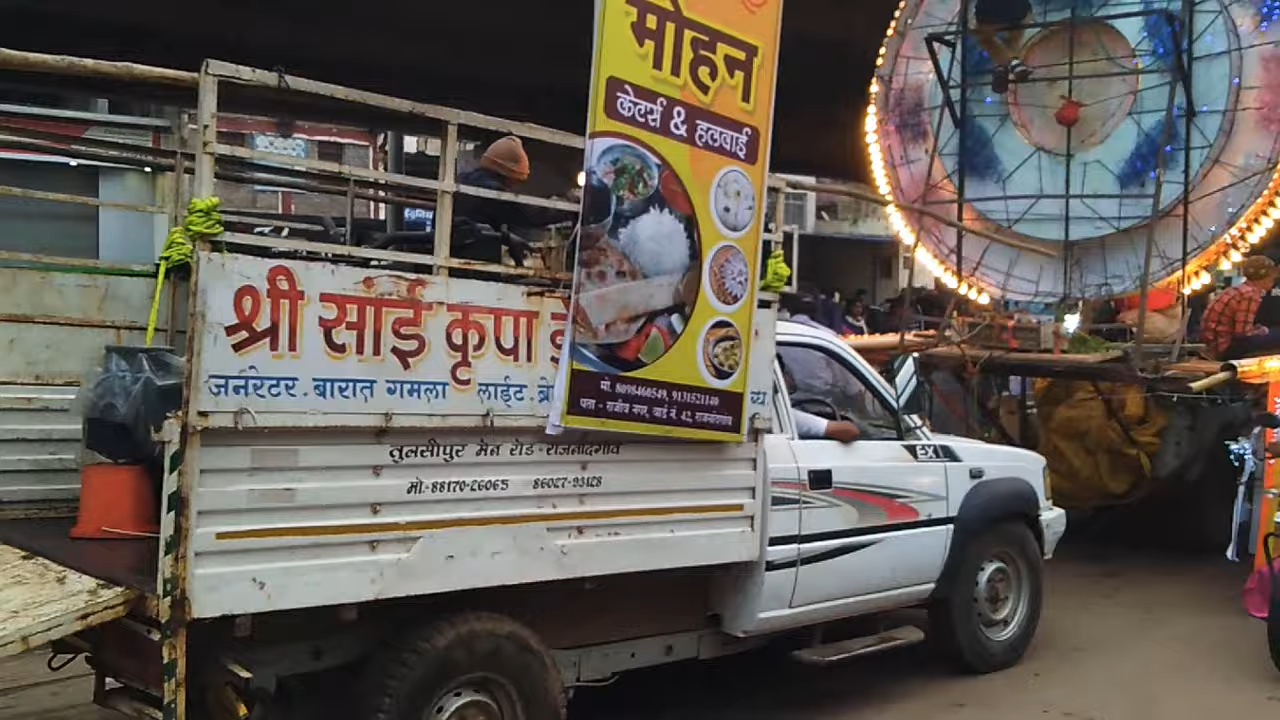 मोहन
केटर्स & हलवाई
मो. 8098460549, 9131521140
पता - राजीव नगर, वार्ड नं. 42, राजनांदगांव
श्री सांई कृपा
जनरेटर. बारात गमला लाईट.
तुलसीपुर मेन रोड - राजनांदगांव
मो.-88170-26065 86027-93128
EX